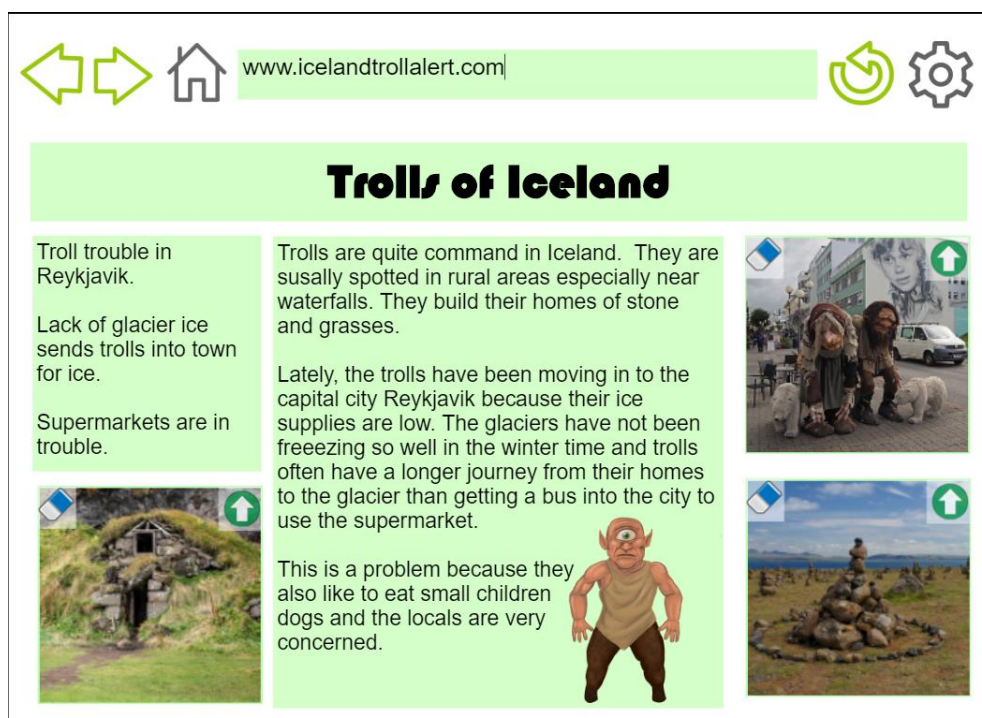 www.icelandtrollalert.com
Trolls of Iceland
Troll trouble in
Reykjavik.
Lack of glacier ice
sends trolls into town
for ice.
Supermarkets are in
trouble.
Trolls are quite command in Iceland.  They are
susally spotted in rural areas especially near
waterfalls. They build their homes of stone
and grasses.
Lately, the trolls have been moving in to the
capital city Reykjavik because their ice
supplies are low. The glaciers have not been
freeezing so well in the winter time and trolls
often have a longer journey from their homes
to the glacier than getting a bus into the city to
use the supermarket.
This is a problem because they
also like to eat small children
dogs and the locals are very
concerned.